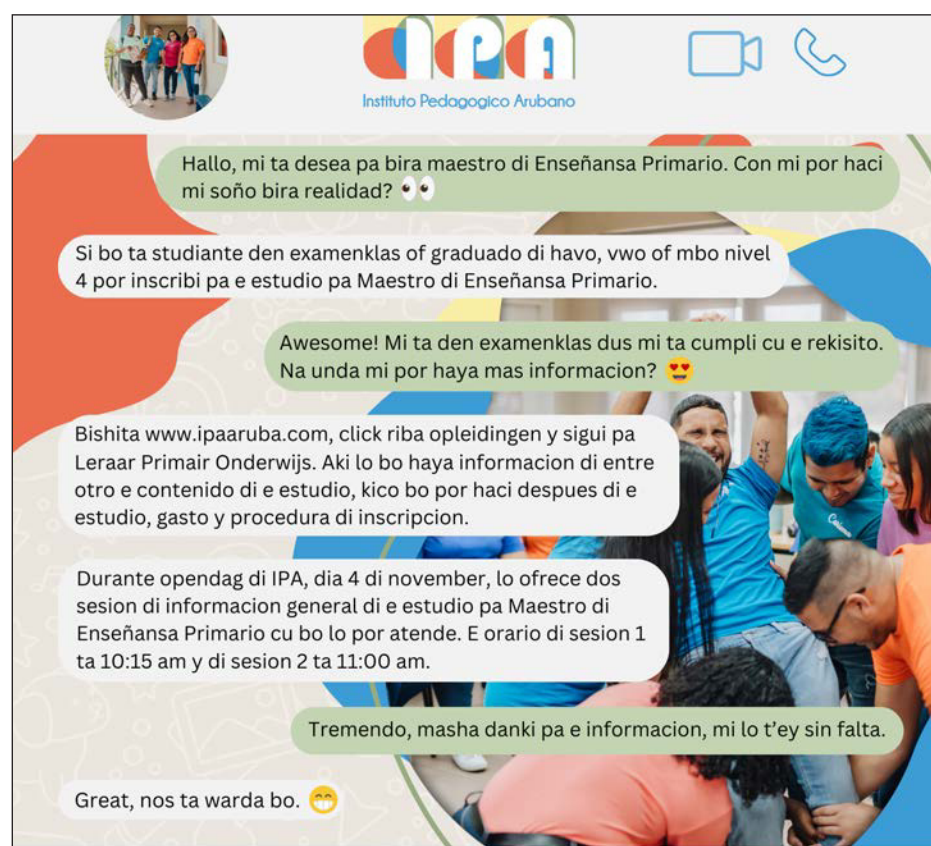 IPA
Instituto Pedagogico Arubano
Hallo, mi ta desea pa bira maestro di Enseñansa Primario. Con mi por haci
mi soño bira realidad? 👀
Si bo ta studiante den examenklas of graduado di havo, vwo of mbo nivel
4 por inscribi pa e estudio pa Maestro di Enseñansa Primario.
Awesome! Mi ta den examenklas dus mi ta cumpli cu e rekisito.
Na unda mi por haya mas informacion? 😍
Bishita www.ipaaruba.com, click riba opleidingen y sigui pa
Leraar Primair Onderwijs. Aki lo bo haya informacion di entre
otro e contenido di e estudio, kico bo por haci despues di e
estudio, gasto y procedura di inscripcion.
Durante opendag di IPA, dia 4 di november, lo ofrece dos
sesion di informacion general di e estudio pa Maestro di
Enseñansa Primario cu bo lo por atende. E orario di sesion 1
ta 10:15 am y di sesion 2 ta 11:00 am.
Tremendo, masha danki pa e informacion, mi lo t'ey sin falta.
Great, nos ta warda bo. 😁